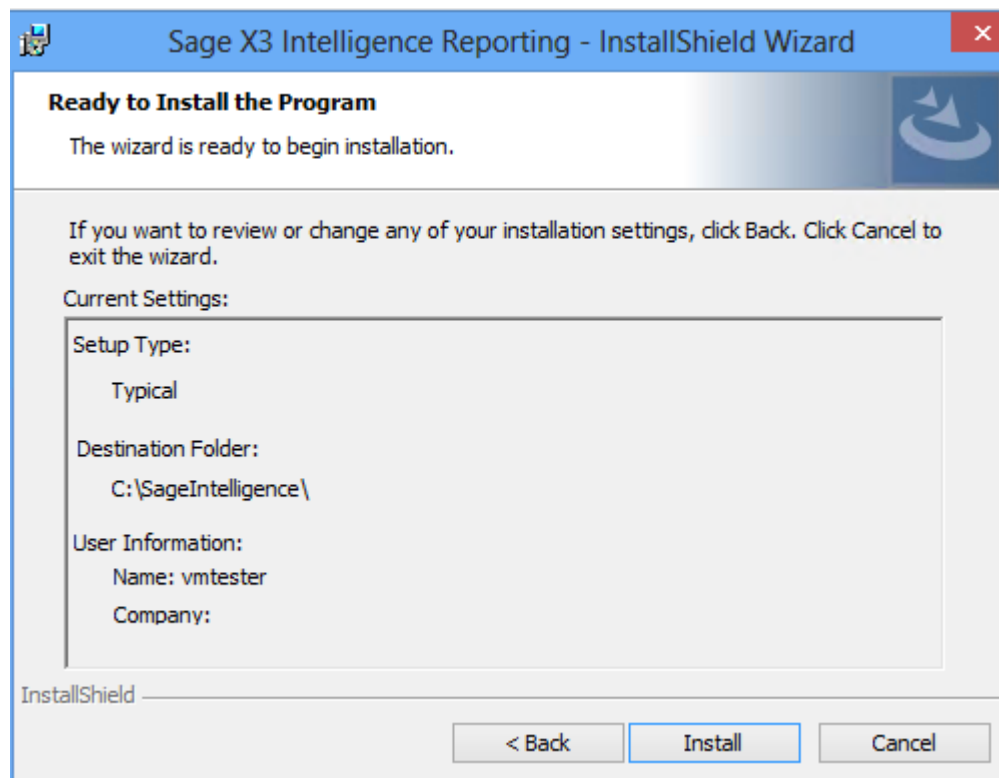 Sage X3 Intelligence Reporting - InstallShield Wizard
Ready to Install the Program
The wizard is ready to begin installation.
If you want to review or change any of your installation settings, click Back. Click Cancel to
exit the wizard.
Current Settings:
Setup Type:
Typical
Destination Folder:
C:\SageIntelligence\
User Information:
Name: vmtester
Company:
InstallShield
< Back
Install
Cancel